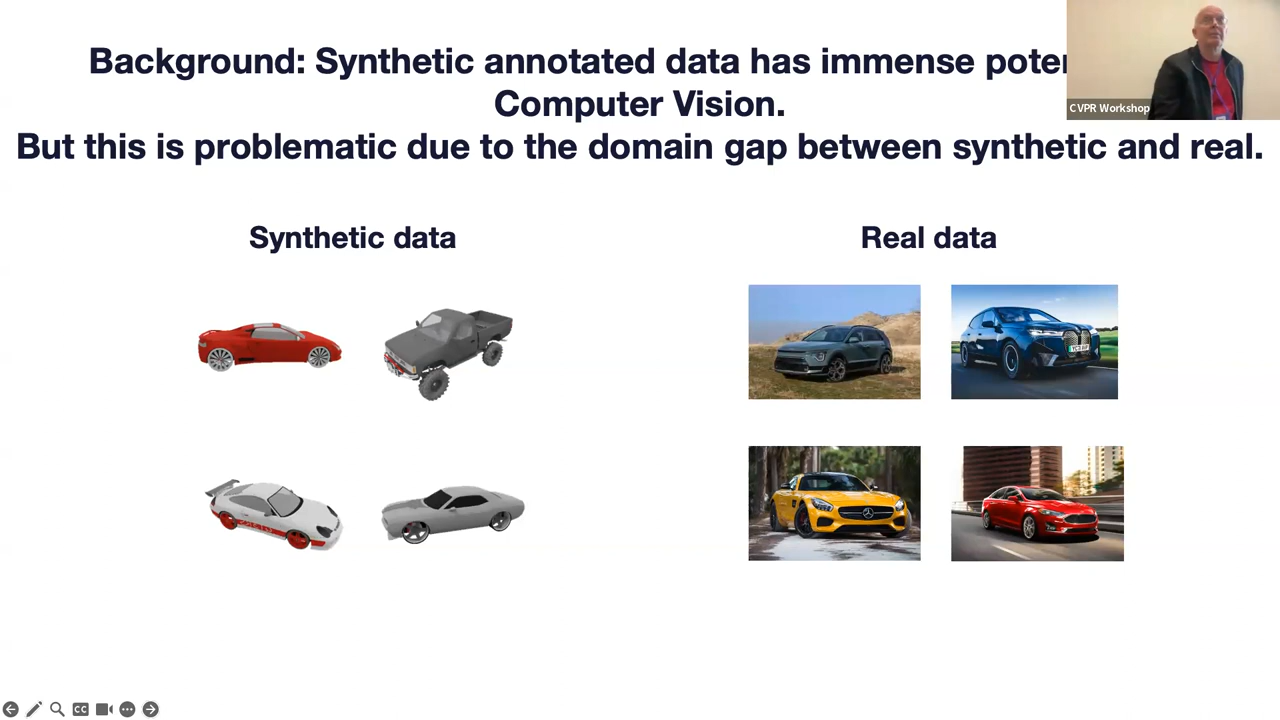 Background: Synthetic annotated data has immense
Computer Vision.
But this is problematic due to the domain gap between synthetic and real.
CVPR Workshop
Synthetic data
Real data
CC